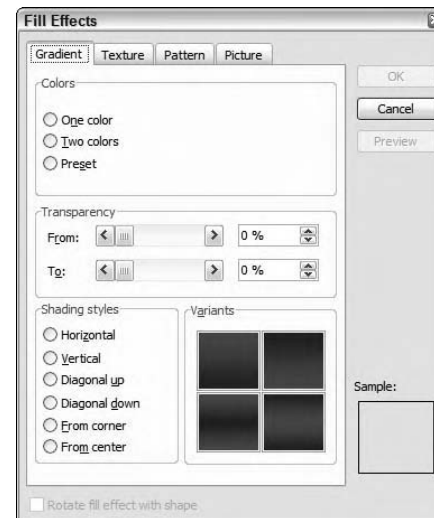 Fill Effects
Gradient Texture Pattern Picture
Colors
One color
Two colors
Preset
OK
Cancel
Preview
Transparency
From: 0 %
To: 0 %
Shading styles
Horizontal
Vertical
Diagonal up
Diagonal down
From corner
From center
Variants
Sample:
Rotate fill effect with shape